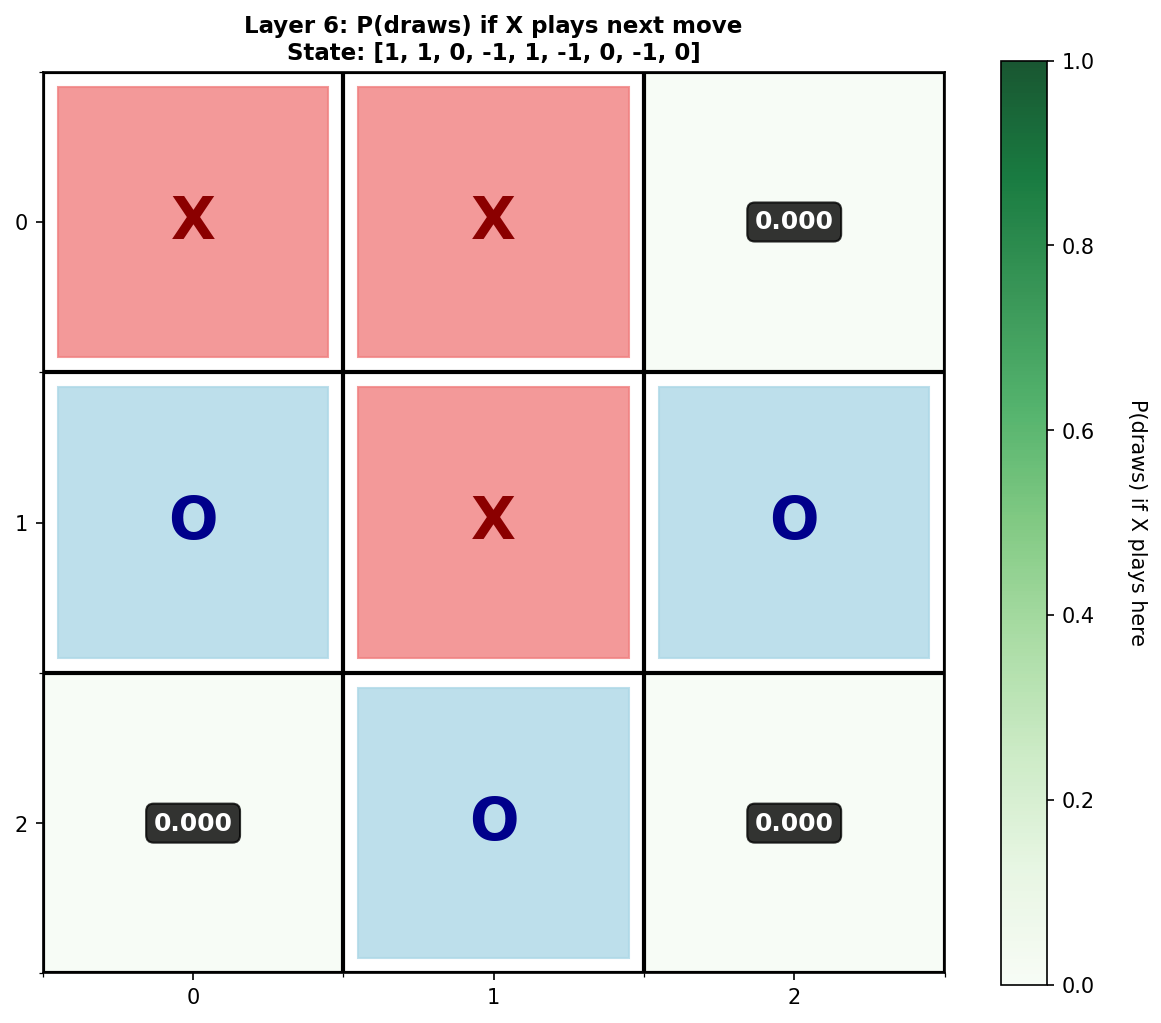 Layer 6: P(draws) if X plays next move
State: [1, 1, 0, -1, 1, -1, 0, -1, 0]
X X 0.000
O X O
0.000 O 0.000
0
1
2
0 1 2
1.0
0.8
0.6
0.4
0.2
0.0
P(draws) if X plays here